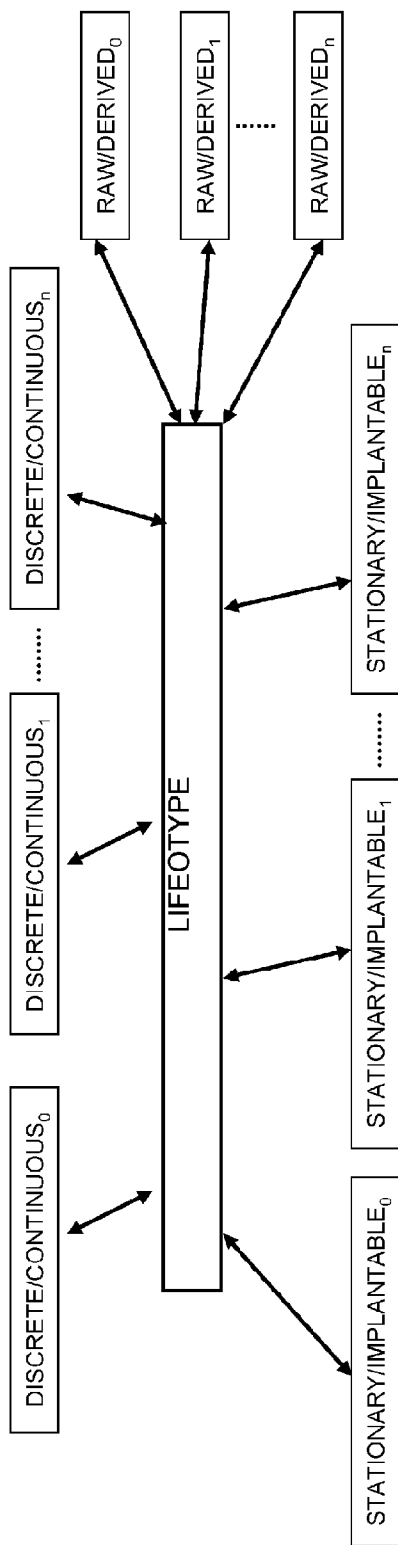 DISCRETE/CONTINUOUS₀
DISCRETE/CONTINUOUS₁
........
DISCRETE/CONTINUOUSₙ
RAW/DERIVED₀
RAW/DERIVED₁
......
RAW/DERIVEDₙ
LIFEOTYPE
STATIONARY/IMPLANTABLE₀
STATIONARY/IMPLANTABLE₁
........
STATIONARY/IMPLANTABLEₙ